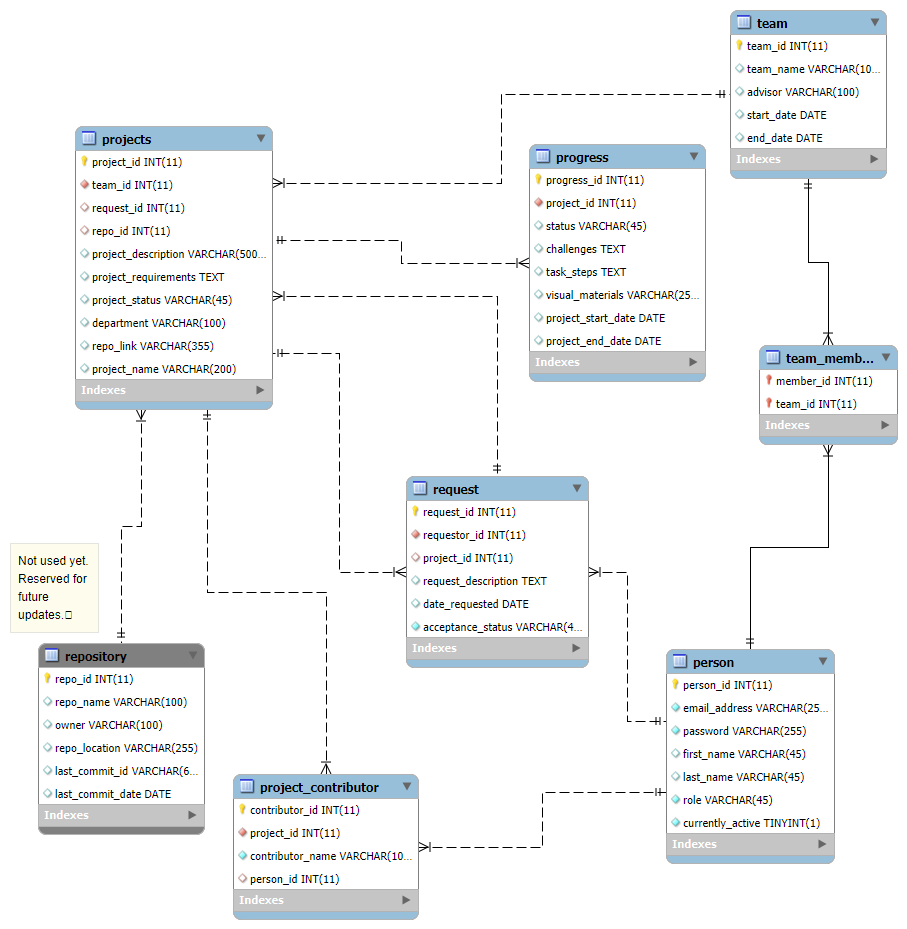 team
team_id INT(11)
team_name VARCHAR(10...
advisor VARCHAR(100)
start_date DATE
end_date DATE
Indexes
projects
project_id INT(11)
team_id INT(11)
request_id INT(11)
repo_id INT(11)
project_description VARCHAR(500...
project_requirements TEXT
project_status VARCHAR(45)
department VARCHAR(100)
repo_link VARCHAR(355)
project_name VARCHAR(200)
Indexes
progress
progress_id INT(11)
project_id INT(11)
status VARCHAR(45)
challenges TEXT
task_steps TEXT
visual_materials VARCHAR(25...
project_start_date DATE
project_end_date DATE
Indexes
team_memb...
member_id INT(11)
team_id INT(11)
Indexes
request
request_id INT(11)
requestor_id INT(11)
project_id INT(11)
request_description TEXT
date_requested DATE
acceptance_status VARCHAR(4...
Indexes
Not used yet.
Reserved for
future
updates.
repository
repo_id INT(11)
repo_name VARCHAR(100)
owner VARCHAR(100)
repo_location VARCHAR(255)
last_commit_id VARCHAR(6...
last_commit_date DATE
Indexes
person
person_id INT(11)
email_address VARCHAR(25...
password VARCHAR(255)
first_name VARCHAR(45)
last_name VARCHAR(45)
role VARCHAR(45)
currently_active TINYINT(1)
Indexes
project_contributor
contributor_id INT(11)
project_id INT(11)
contributor_name VARCHAR(10...
person_id INT(11)
Indexes